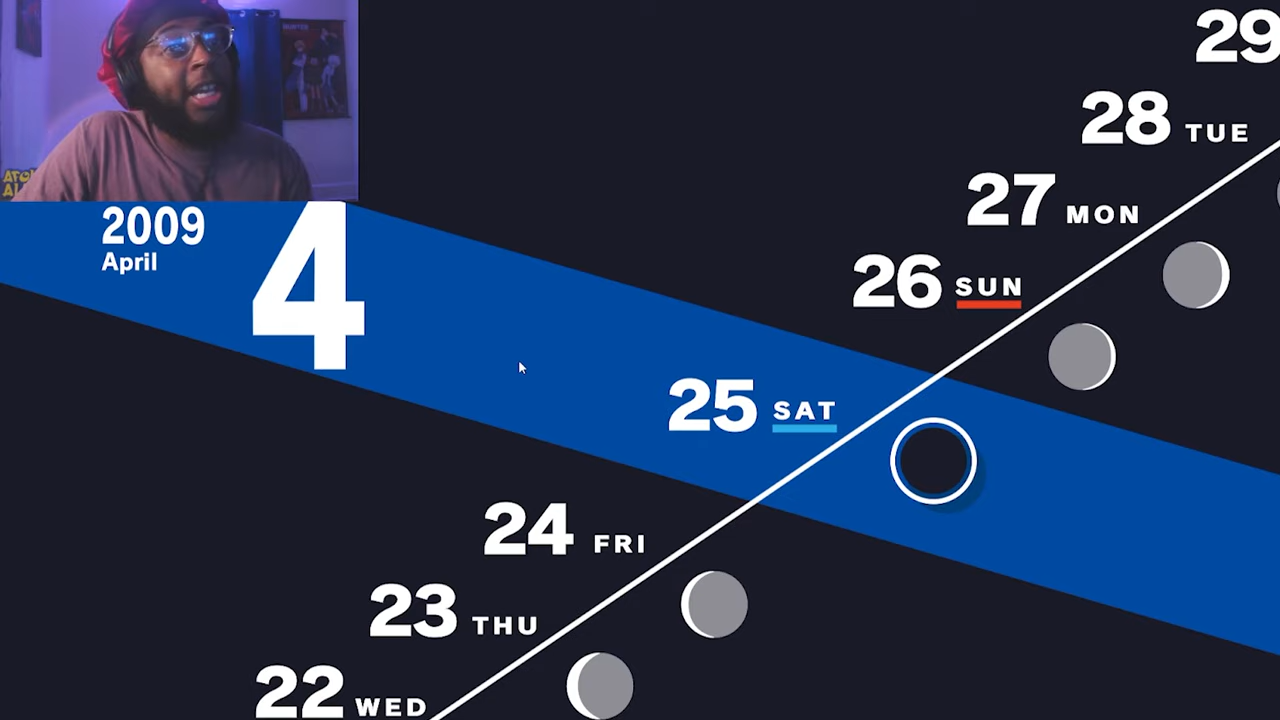 29
28 TUE
27 MON
2009
April
4
26 SUN
25 SAT
24 FRI
23 THU
22 WED